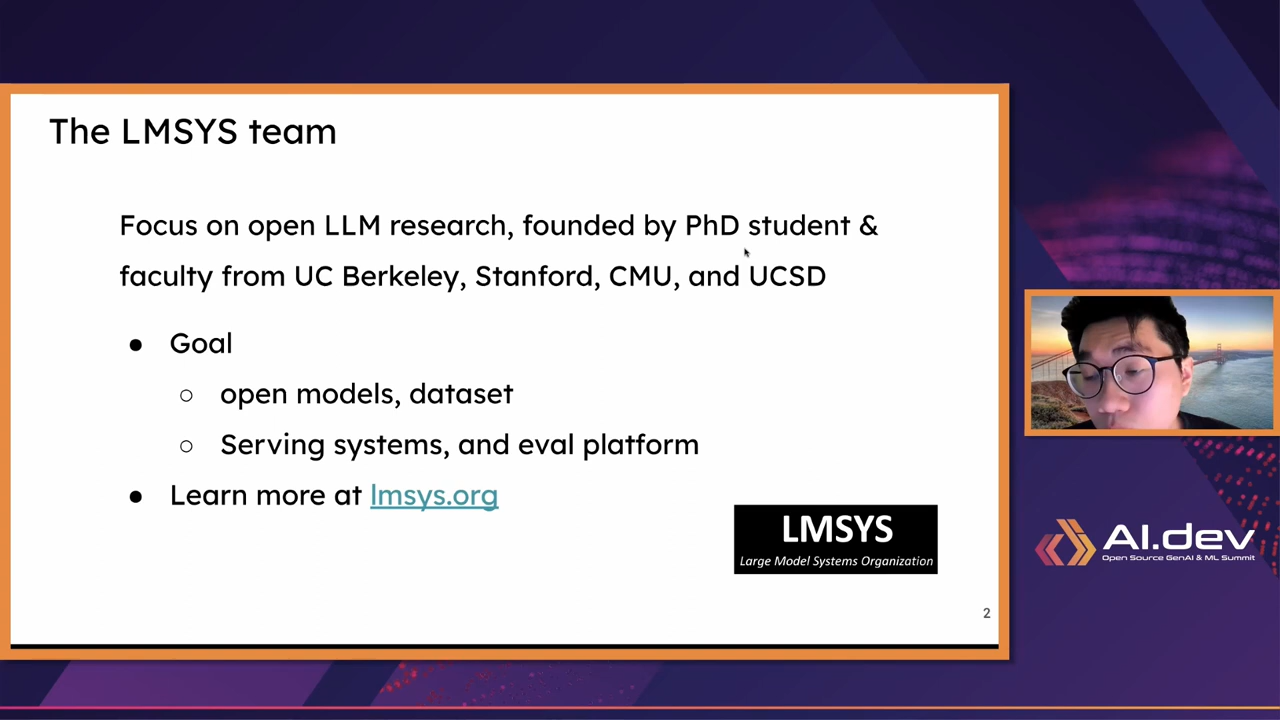 The LMSYS team
Focus on open LLM research, founded by PhD student &
faculty from UC Berkeley, Stanford, CMU, and UCSD
● Goal
○ open models, dataset
○ Serving systems, and eval platform
● Learn more at lmsys.org
LMSYS
Large Model Systems Organization
2
AI.dev
Open Source GenAI & ML Summit